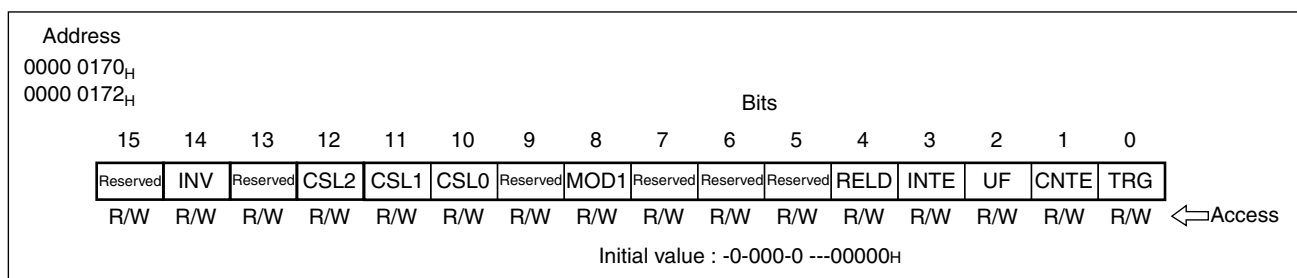 Address
0000 0170H
0000 0172H
Bits
15 14 13 12 11 10 9 8 7 6 5 4 3 2 1 0
Reserved INV Reserved CSL2 CSL1 CSL0 Reserved MOD1 Reserved Reserved Reserved RELD INTE UF CNTE TRG
R/W R/W R/W R/W R/W R/W R/W R/W R/W R/W R/W R/W R/W R/W R/W R/W Access
Initial value : -0-000-0 ---00000H